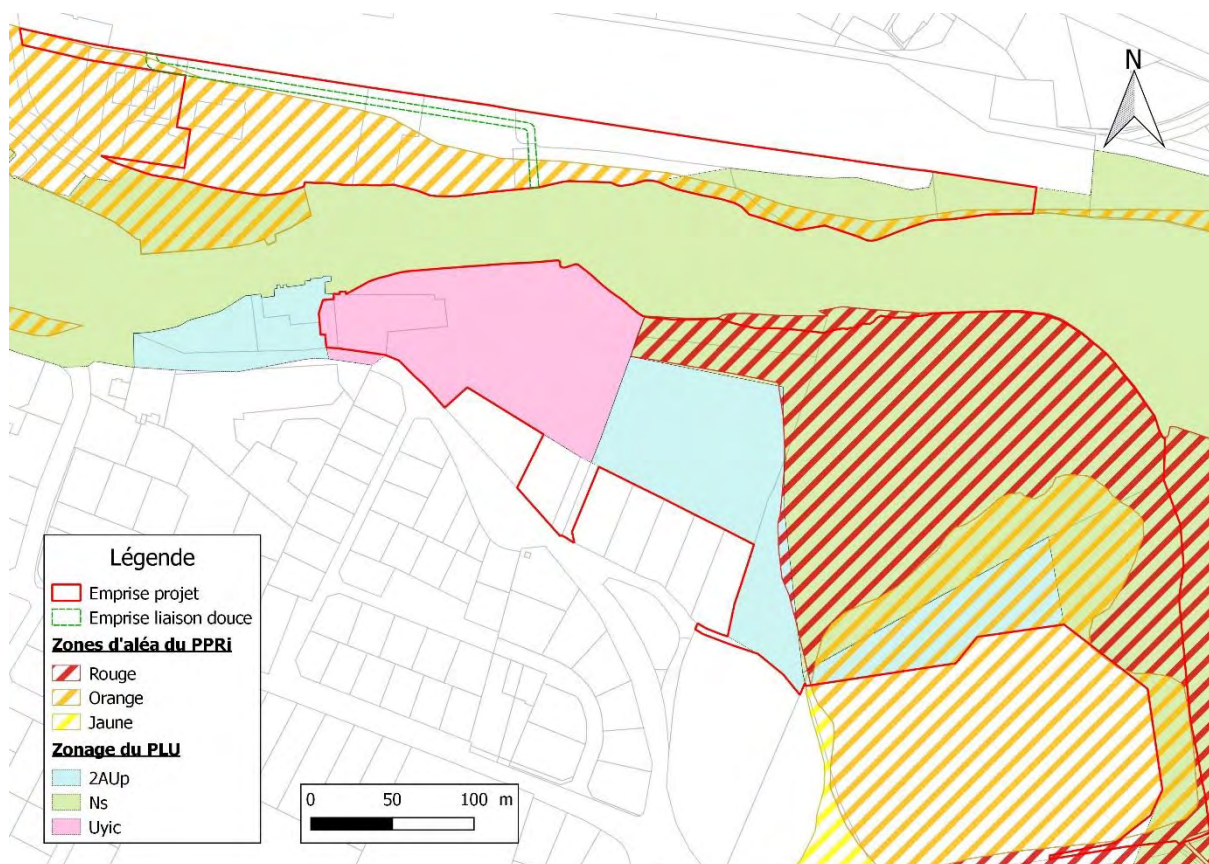 N
Légende
Emprise projet
Emprise liaison douce
Zones d'aléa du PPRi
Rouge
Orange
Jaune
Zonage du PLU
2AUp
Ns
Uyic
0 50 100 m